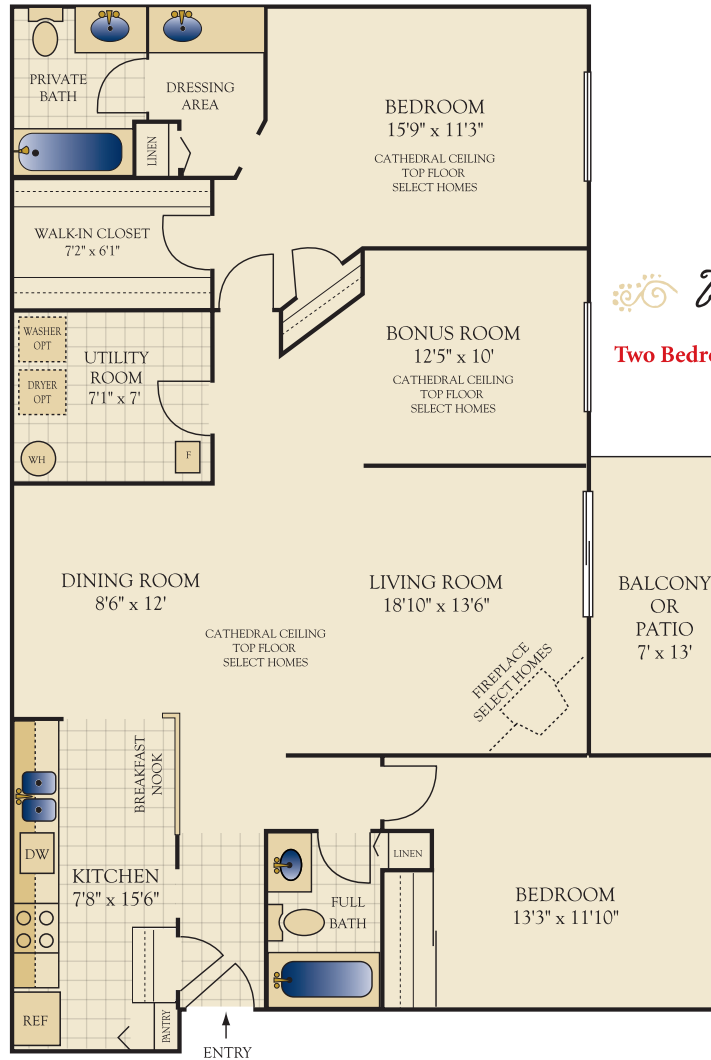 PRIVATE
BATH
DRESSING
AREA
LINEN
BEDROOM
15'9" x 11'3"
CATHEDRAL CEILING
TOP FLOOR
SELECT HOMES
WALK-IN CLOSET
7'2" x 6'1"
WASHER
OPT
UTILITY
ROOM
7'1" x 7'
DRYER
OPT
WH
F
BONUS ROOM
12'5" x 10'
CATHEDRAL CEILING
TOP FLOOR
SELECT HOMES
Two Bedro
DINING ROOM
8'6" x 12'
LIVING ROOM
18'10" x 13'6"
CATHEDRAL CEILING
TOP FLOOR
SELECT HOMES
FIREPLACE
SELECT HOMES
BALCONY
OR
PATIO
7' x 13'
BREAKFAST
NOOK
DW
KITCHEN
7'8" x 15'6"
LINEN
FULL
BATH
BEDROOM
13'3" x 11'10"
REF
PANTRY
ENTRY